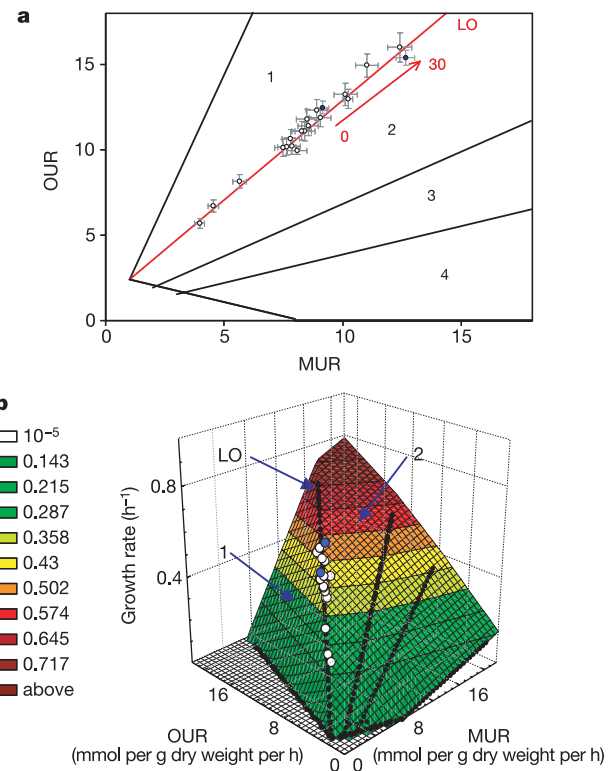 a
LO
15
1
30
10
OUR
0
2
5
3
4
0
0
5
10
15
MUR
b
10⁻⁵
0.143
0.215
0.287
0.358
0.43
0.502
0.574
0.645
0.717
above
LO
2
0.8
1
0.4
Growth rate (h⁻¹)
16
8
0
0
8
16
OUR
(mmol per g dry weight per h)
MUR
(mmol per g dry weight per h)